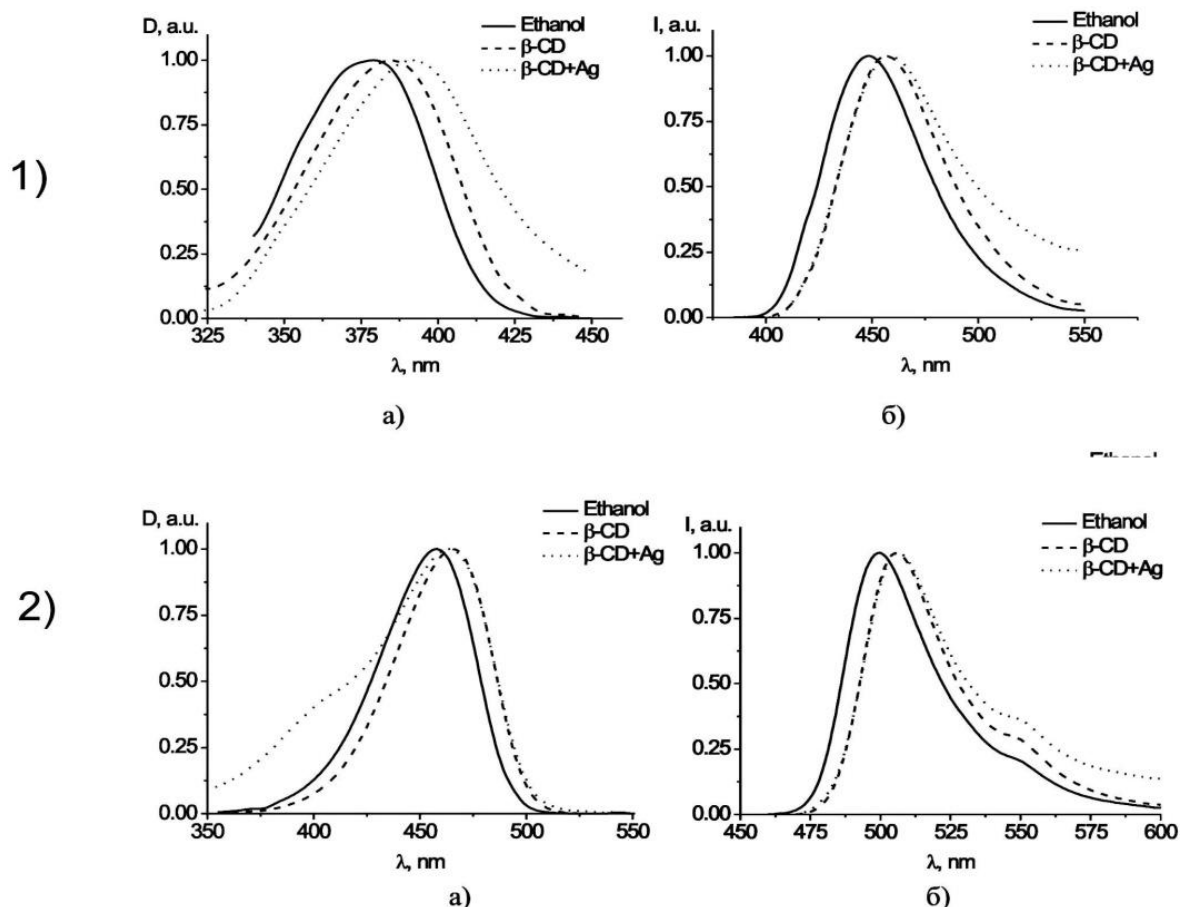 D, a.u.
Ethanol
β-CD
β-CD+Ag
1.00
0.75
0.50
0.25
0.00
325 350 375 400 425 450
λ, nm
а)
I, a.u.
Ethanol
β-CD
β-CD+Ag
1.00
0.75
0.50
0.25
0.00
400 450 500 550
λ, nm
б)
1)
D, a.u.
Ethanol
β-CD
β-CD+Ag
1.00
0.75
0.50
0.25
0.00
350 400 450 500 550
λ, nm
а)
I, a.u.
Ethanol
β-CD
β-CD+Ag
1.00
0.75
0.50
0.25
0.00
450 475 500 525 550 575 600
λ, nm
б)
2)